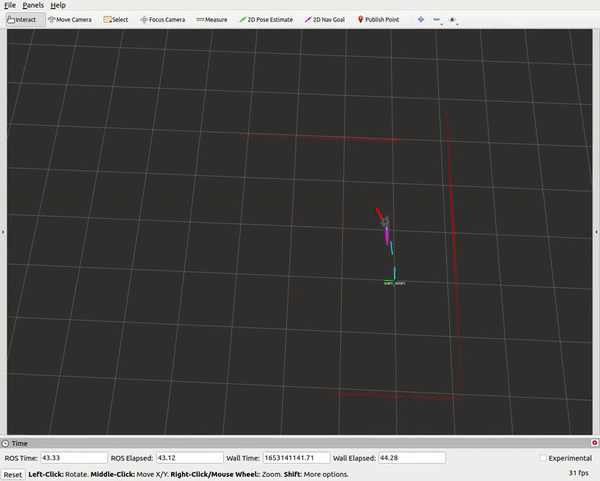 File Panels Help
Interact Move Camera Select Focus Camera Measure 2D Pose Estimate 2D Nav Goal Publish Point
Time
ROS Time: 43.33 ROS Elapsed: 43.12 Wall Time: 1653141141.71 Wall Elapsed: 44.28 Experimental
Reset Left-Click: Rotate. Middle-Click: Move X/Y. Right-Click/Mouse Wheel:: Zoom. Shift: More options. 31 fps